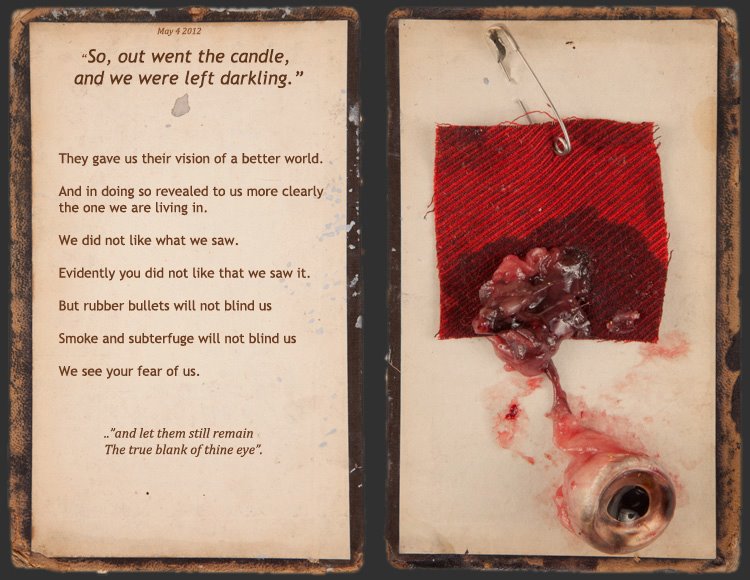 May 4 2012
“So, out went the candle,
and we were left darkling.”
They gave us their vision of a better world.
And in doing so revealed to us more clearly
the one we are living in.
We did not like what we saw.
Evidently you did not like that we saw it.
But rubber bullets will not blind us
Smoke and subterfuge will not blind us
We see your fear of us.
..”and let them still remain
The true blank of thine eye”.